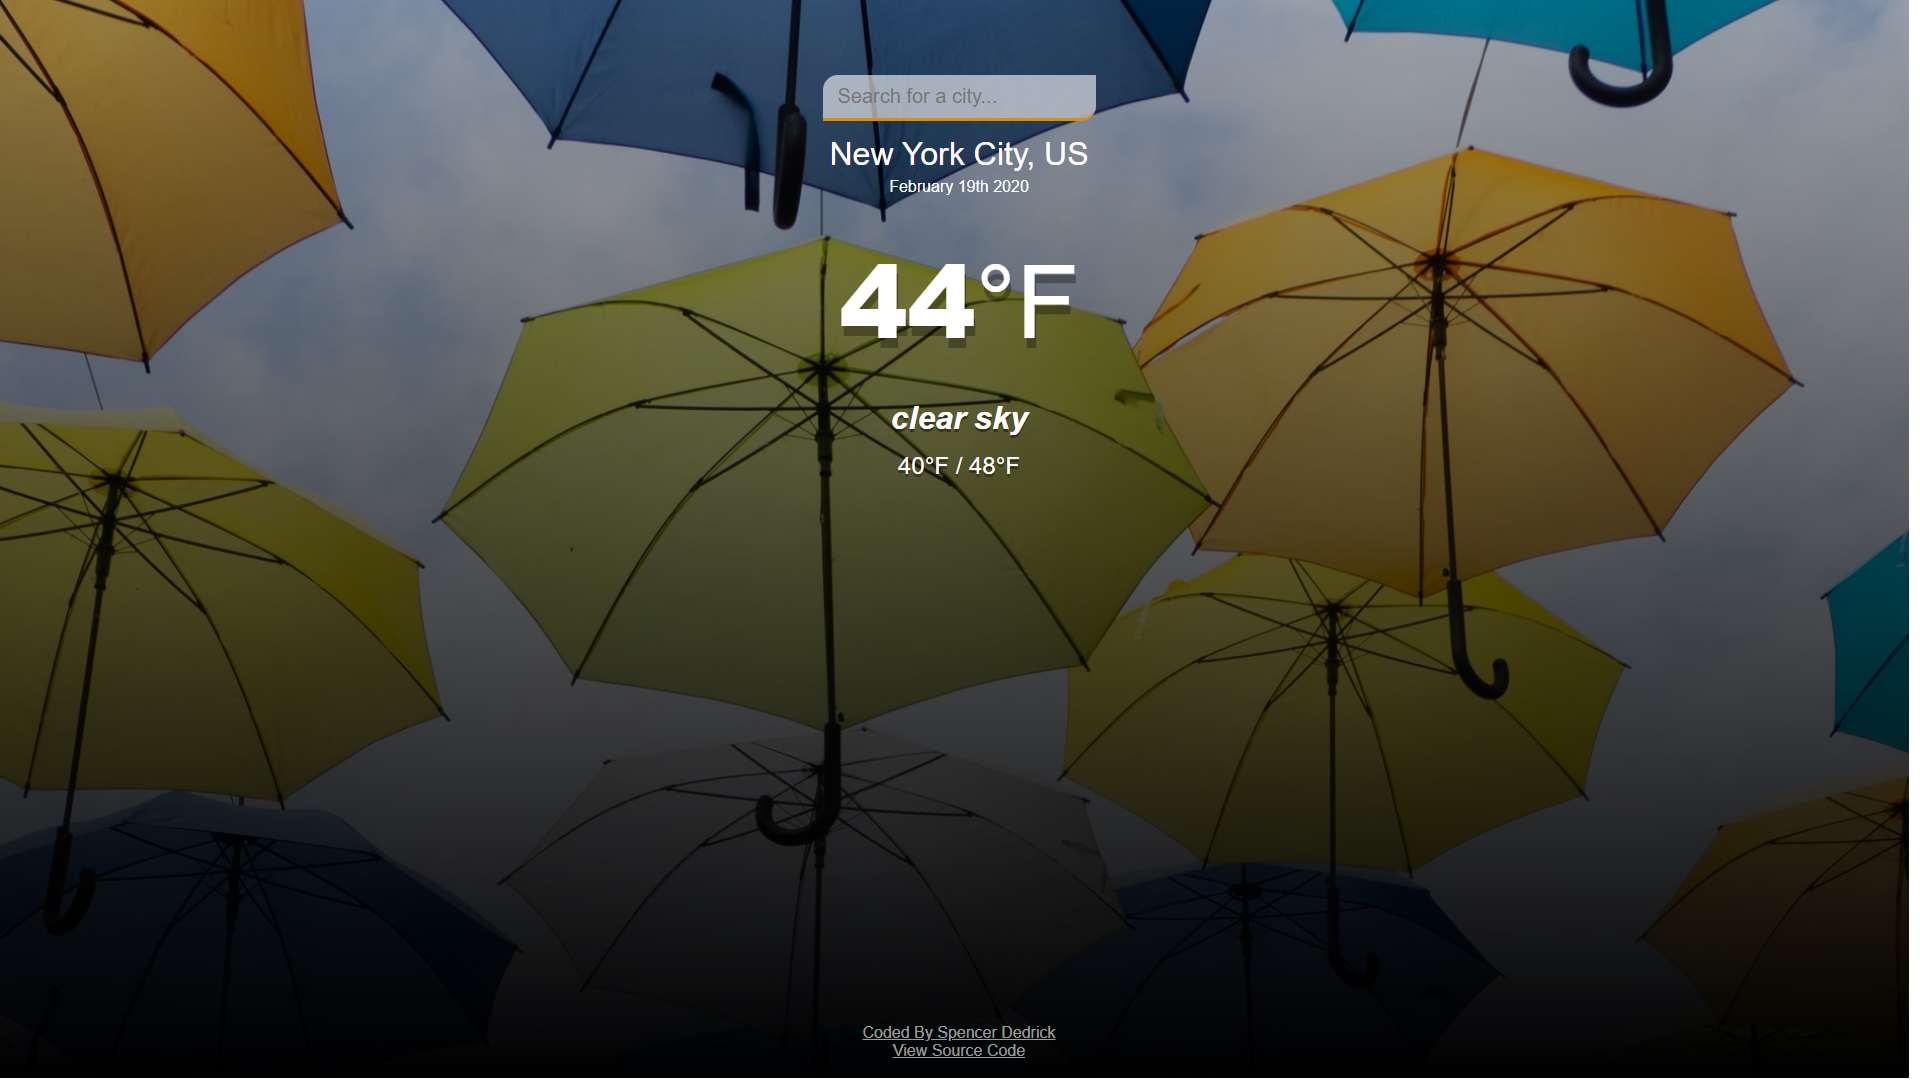 Search for a city...
New York City, US
February 19th 2020
44°F
clear sky
40°F / 48°F
Coded By Spencer Dedrick
View Source Code